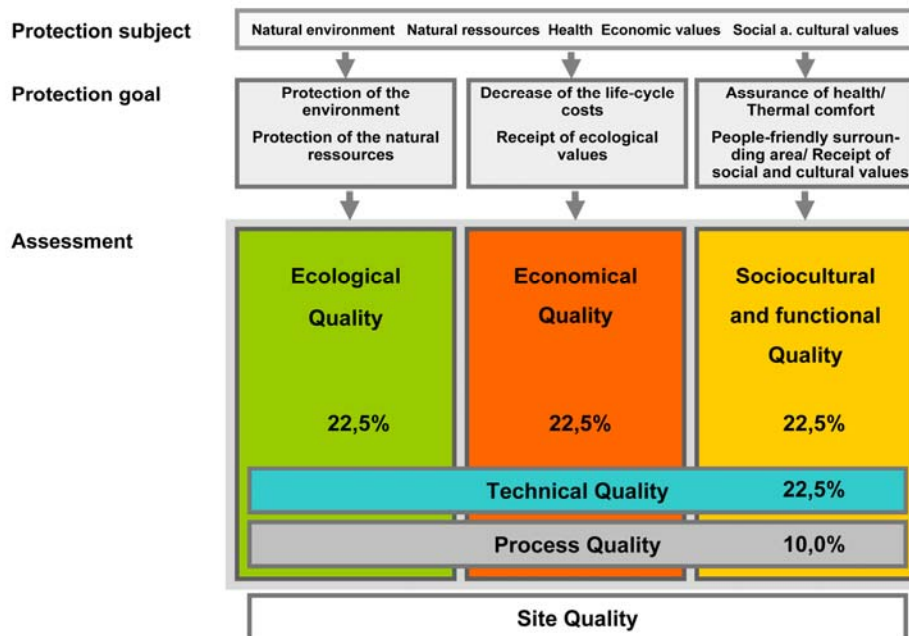 Protection subject
Natural environment Natural ressources Health Economic values Social a. cultural values
Protection goal
Protection of the
environment
Protection of the natural
ressources
Decrease of the life-cycle
costs
Receipt of ecological
values
Assurance of health/
Thermal comfort
People-friendly surroun-
ding area/ Receipt of
social and cultural values
Assessment
Ecological
Quality
22,5%
Economical
Quality
22,5%
Sociocultural
and functional
Quality
22,5%
Technical Quality 22,5%
Process Quality 10,0%
Site Quality